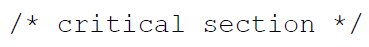 /* critical section */